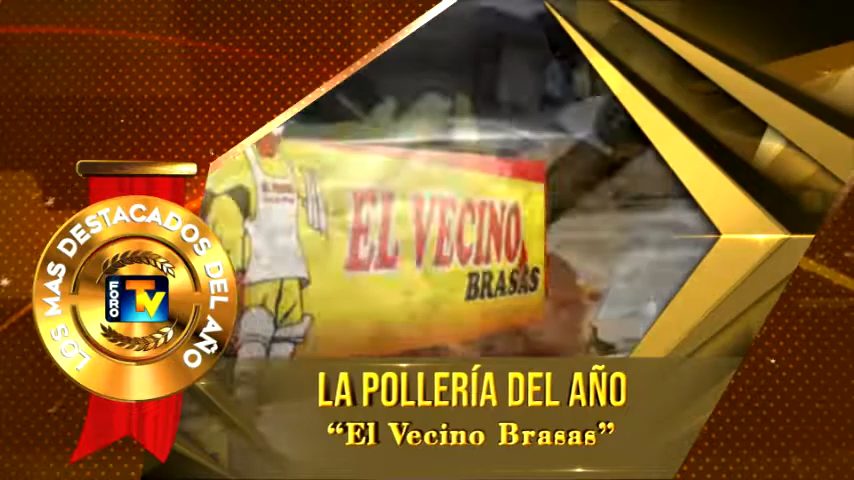 LOS MAS DESTACADOS DEL AÑO
FORO
TV
EL VECINO
BRASAS
LA POLLERÍA DEL AÑO
“El Vecino Brasas”